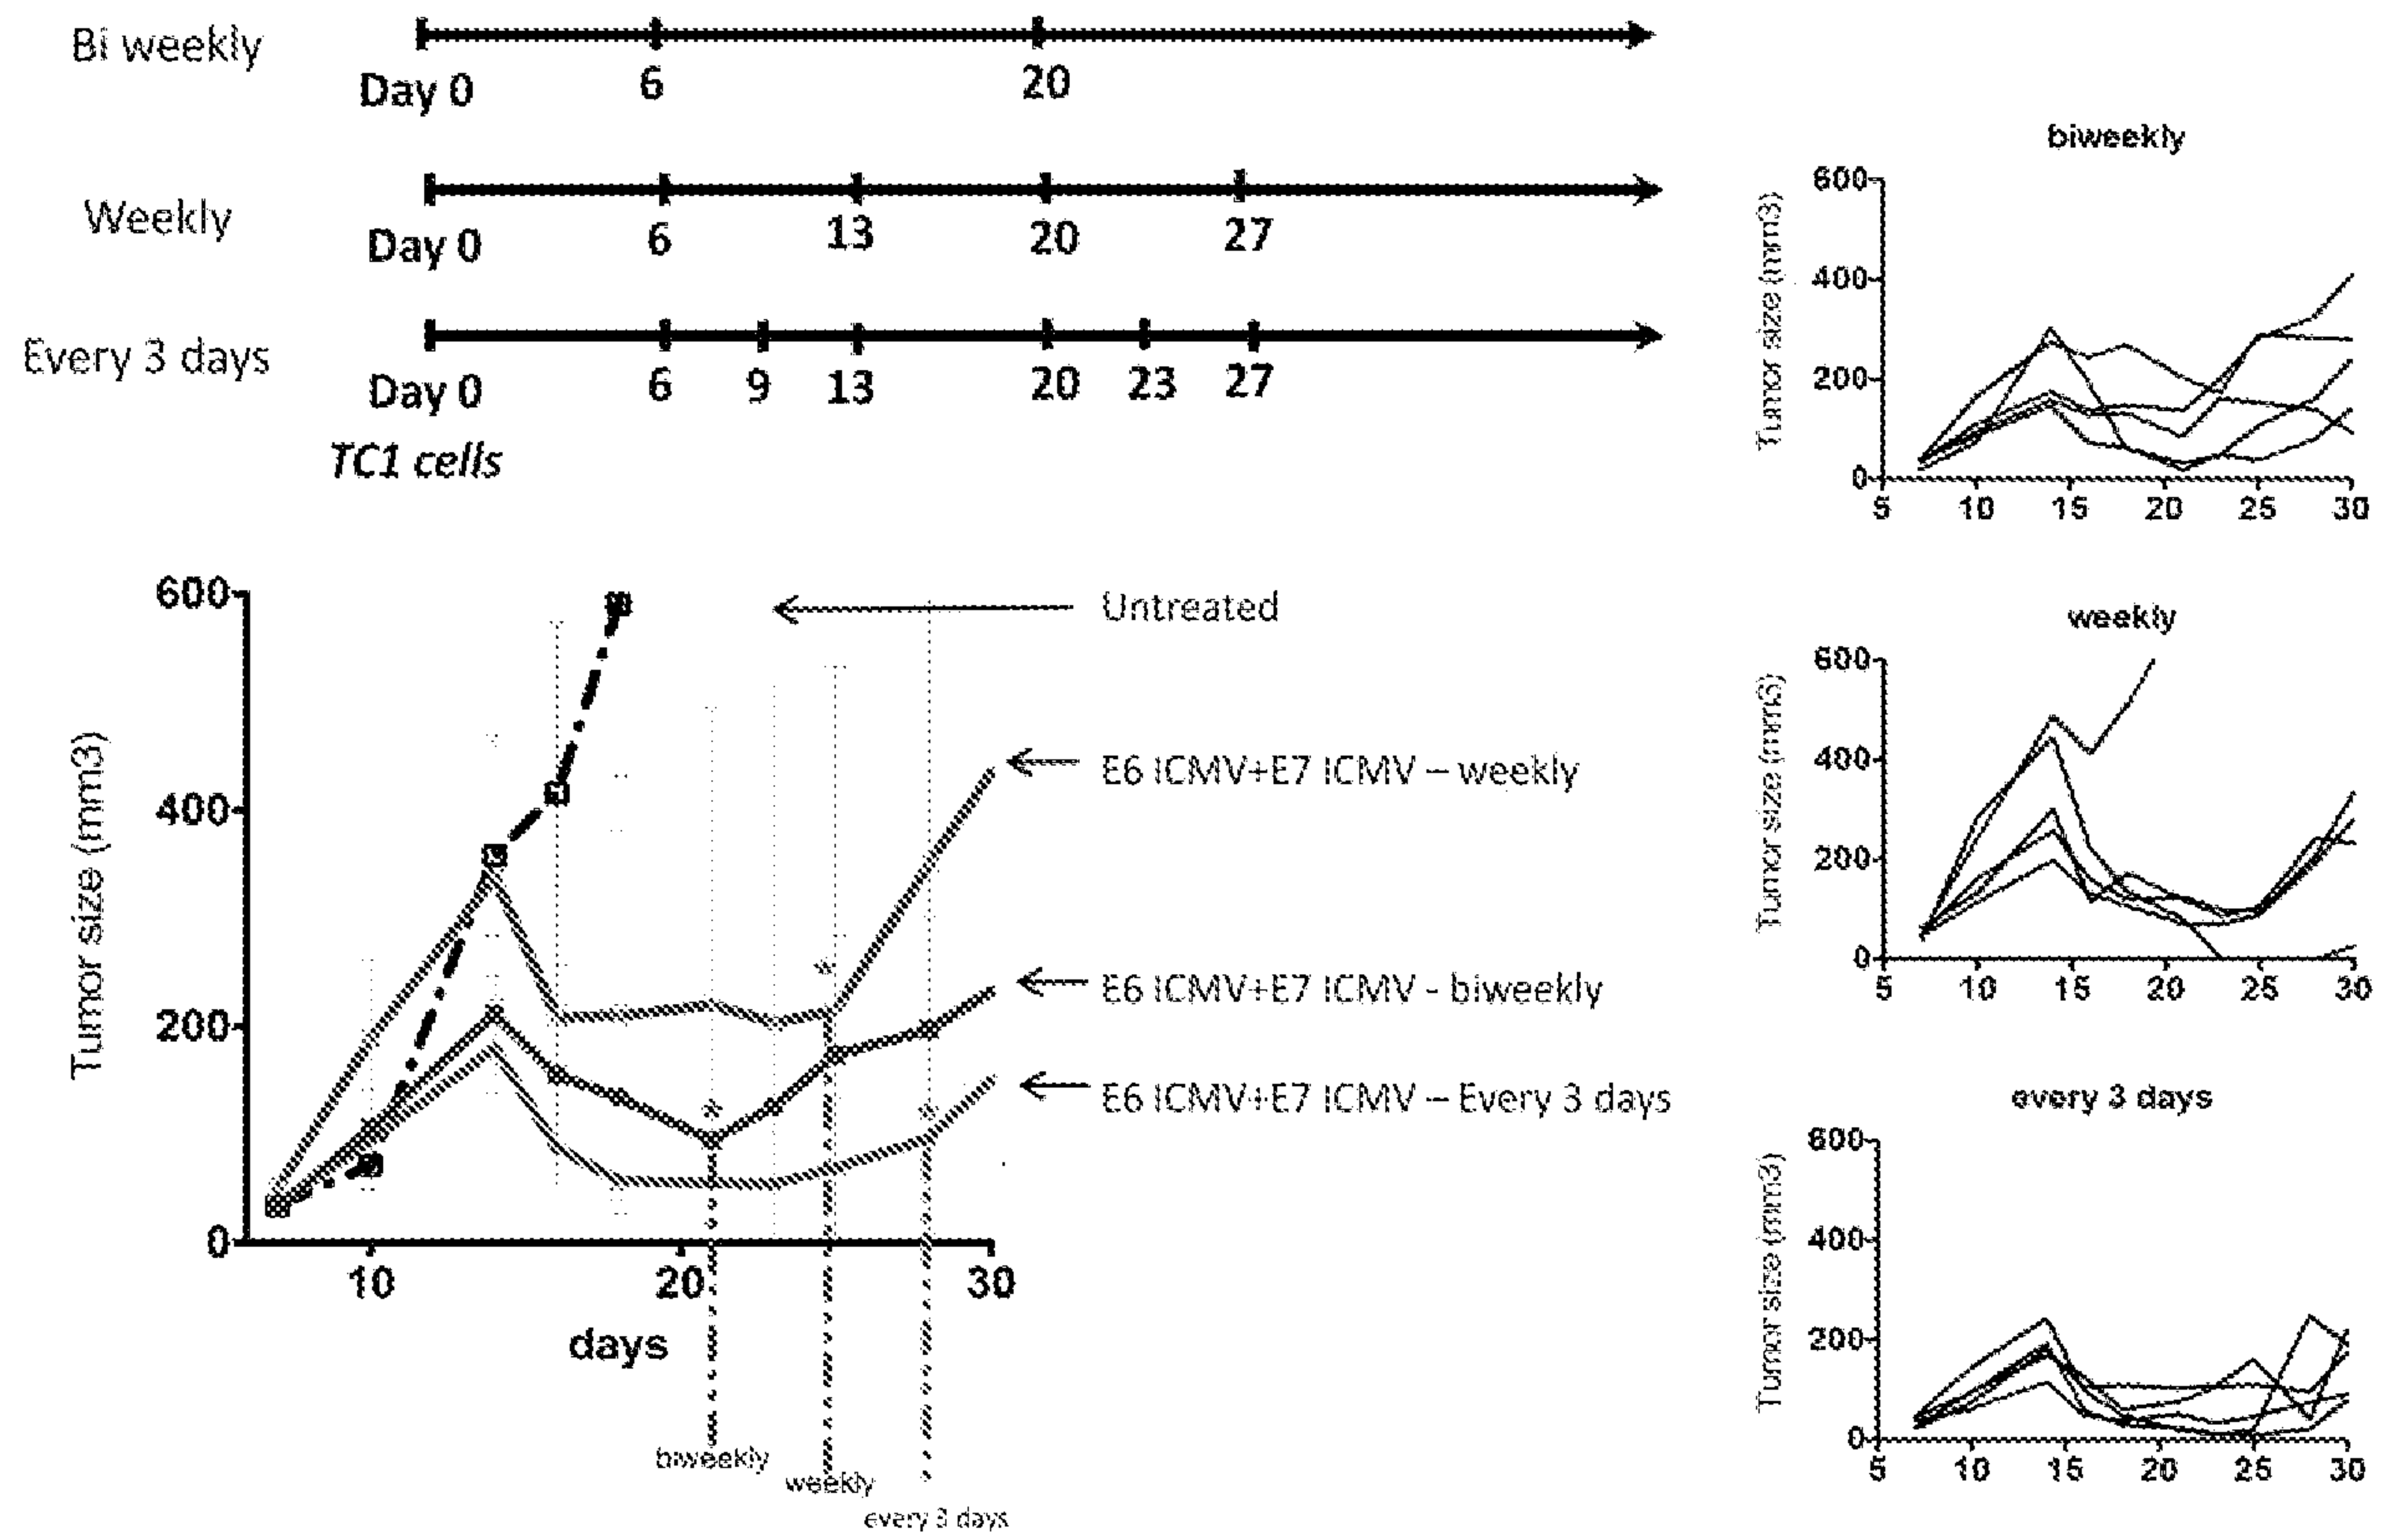 Bi weekly
Day 0 6 20
Weekly
Day 0 6 13 20 27
Every 3 days
Day 0 6 9 13 20 23 27
TC1 cells
600
400
200
0
Tumor size (mm3)
10 20 30
days
Untreated
E6 ICMV+E7 ICMV – weekly
E6 ICMV+E7 ICMV - biweekly
E6 ICMV+E7 ICMV – Every 3 days
*
*
*
biweekly
weekly
every 3 days
biweekly
600
400
200
0
Tumor size (mm3)
5 10 15 20 25 30
weekly
600
400
200
0
Tumor size (mm3)
5 10 15 20 25 30
every 3 days
600
400
200
0
Tumor size (mm3)
5 10 15 20 25 30